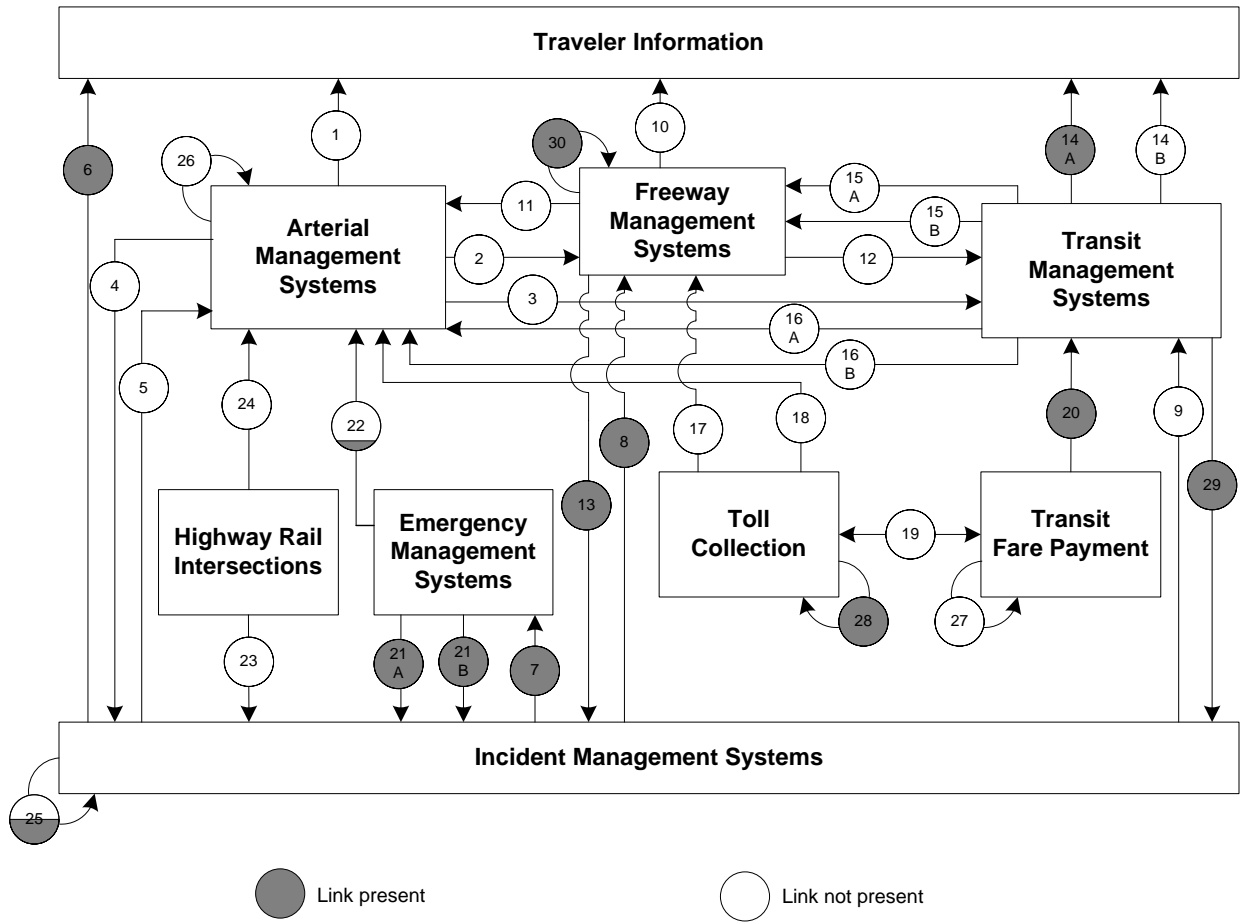 Traveler Information
1
10
14
A
14
B
6
26
30
15
A
15
B
11
Freeway
Management
Systems
Arterial
Management
Systems
Transit
Management
Systems
4
2
12
3
16
A
16
B
5
24
22
8
17
18
20
9
13
29
Highway Rail
Intersections
Emergency
Management
Systems
Toll
Collection
19
Transit
Fare Payment
23
21
A
21
B
7
28
27
Incident Management Systems
25
Link present
Link not present